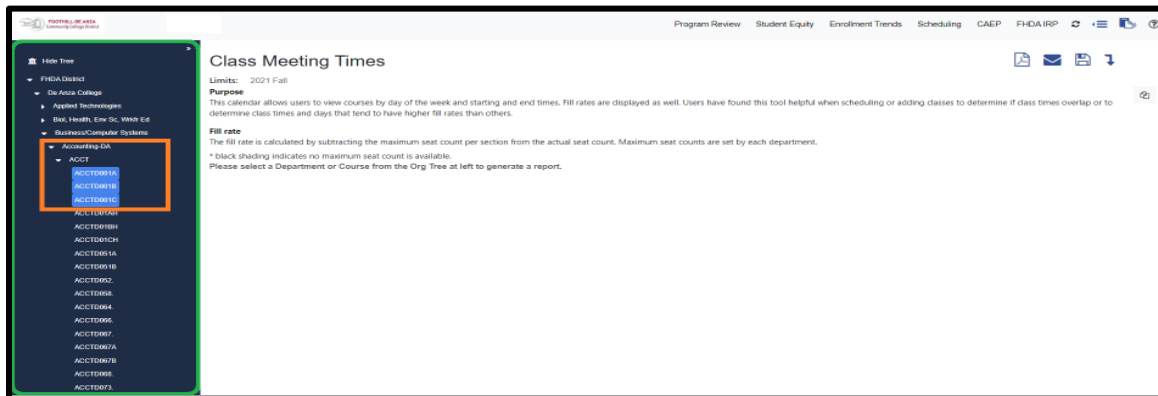 FOOTHILL-DE ANZA
Community College District
Program Review Student Equity Enrollment Trends Scheduling CAEP FHDA IRP
Hide Tree
FHDA District
De Anza College
Applied Technologies
Biol, Health, Env Sc, Wrkfr Ed
Business/Computer Systems
Accounting-DA
ACCT
ACCTD001A
ACCTD001B
ACCTD001C
ACCTD01AH
ACCTD01BH
ACCTD01CH
ACCTD051A
ACCTD051B
ACCTD052.
ACCTD058.
ACCTD064.
ACCTD066.
ACCTD067.
ACCTD067A
ACCTD067B
ACCTD068.
ACCTD073.
Class Meeting Times
Limits: 2021 Fall
Purpose
This calendar allows users to view courses by day of the week and starting and end times. Fill rates are displayed as well. Users have found this tool helpful when scheduling or adding classes to determine if class times overlap or to
determine class times and days that tend to have higher fill rates than others.
Fill rate
The fill rate is calculated by subtracting the maximum seat count per section from the actual seat count. Maximum seat counts are set by each department.
* black shading indicates no maximum seat count is available.
Please select a Department or Course from the Org Tree at left to generate a report.